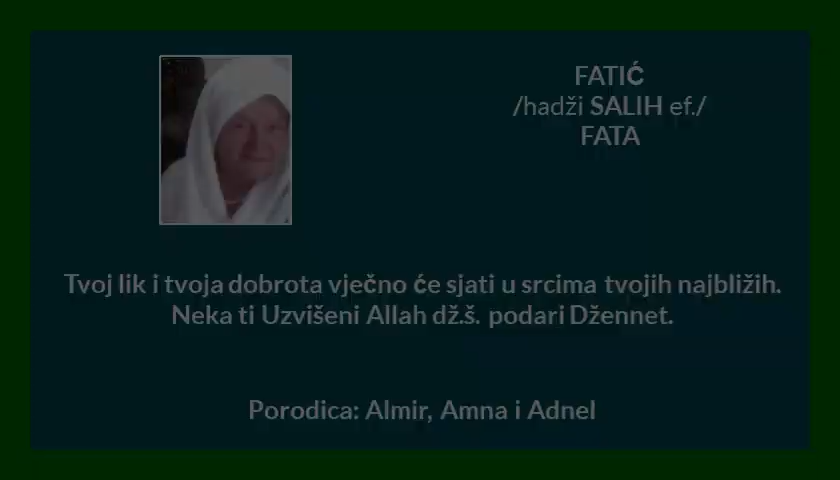 FATIĆ
/hadži SALIH ef./
FATA
Tvoj lik i tvoja dobrota vječno će sjati u srcima tvojih najbližih.
Neka ti Uzvišeni Allah dž.š. podari Džennet.
Porodica: Almir, Amna i Adnel